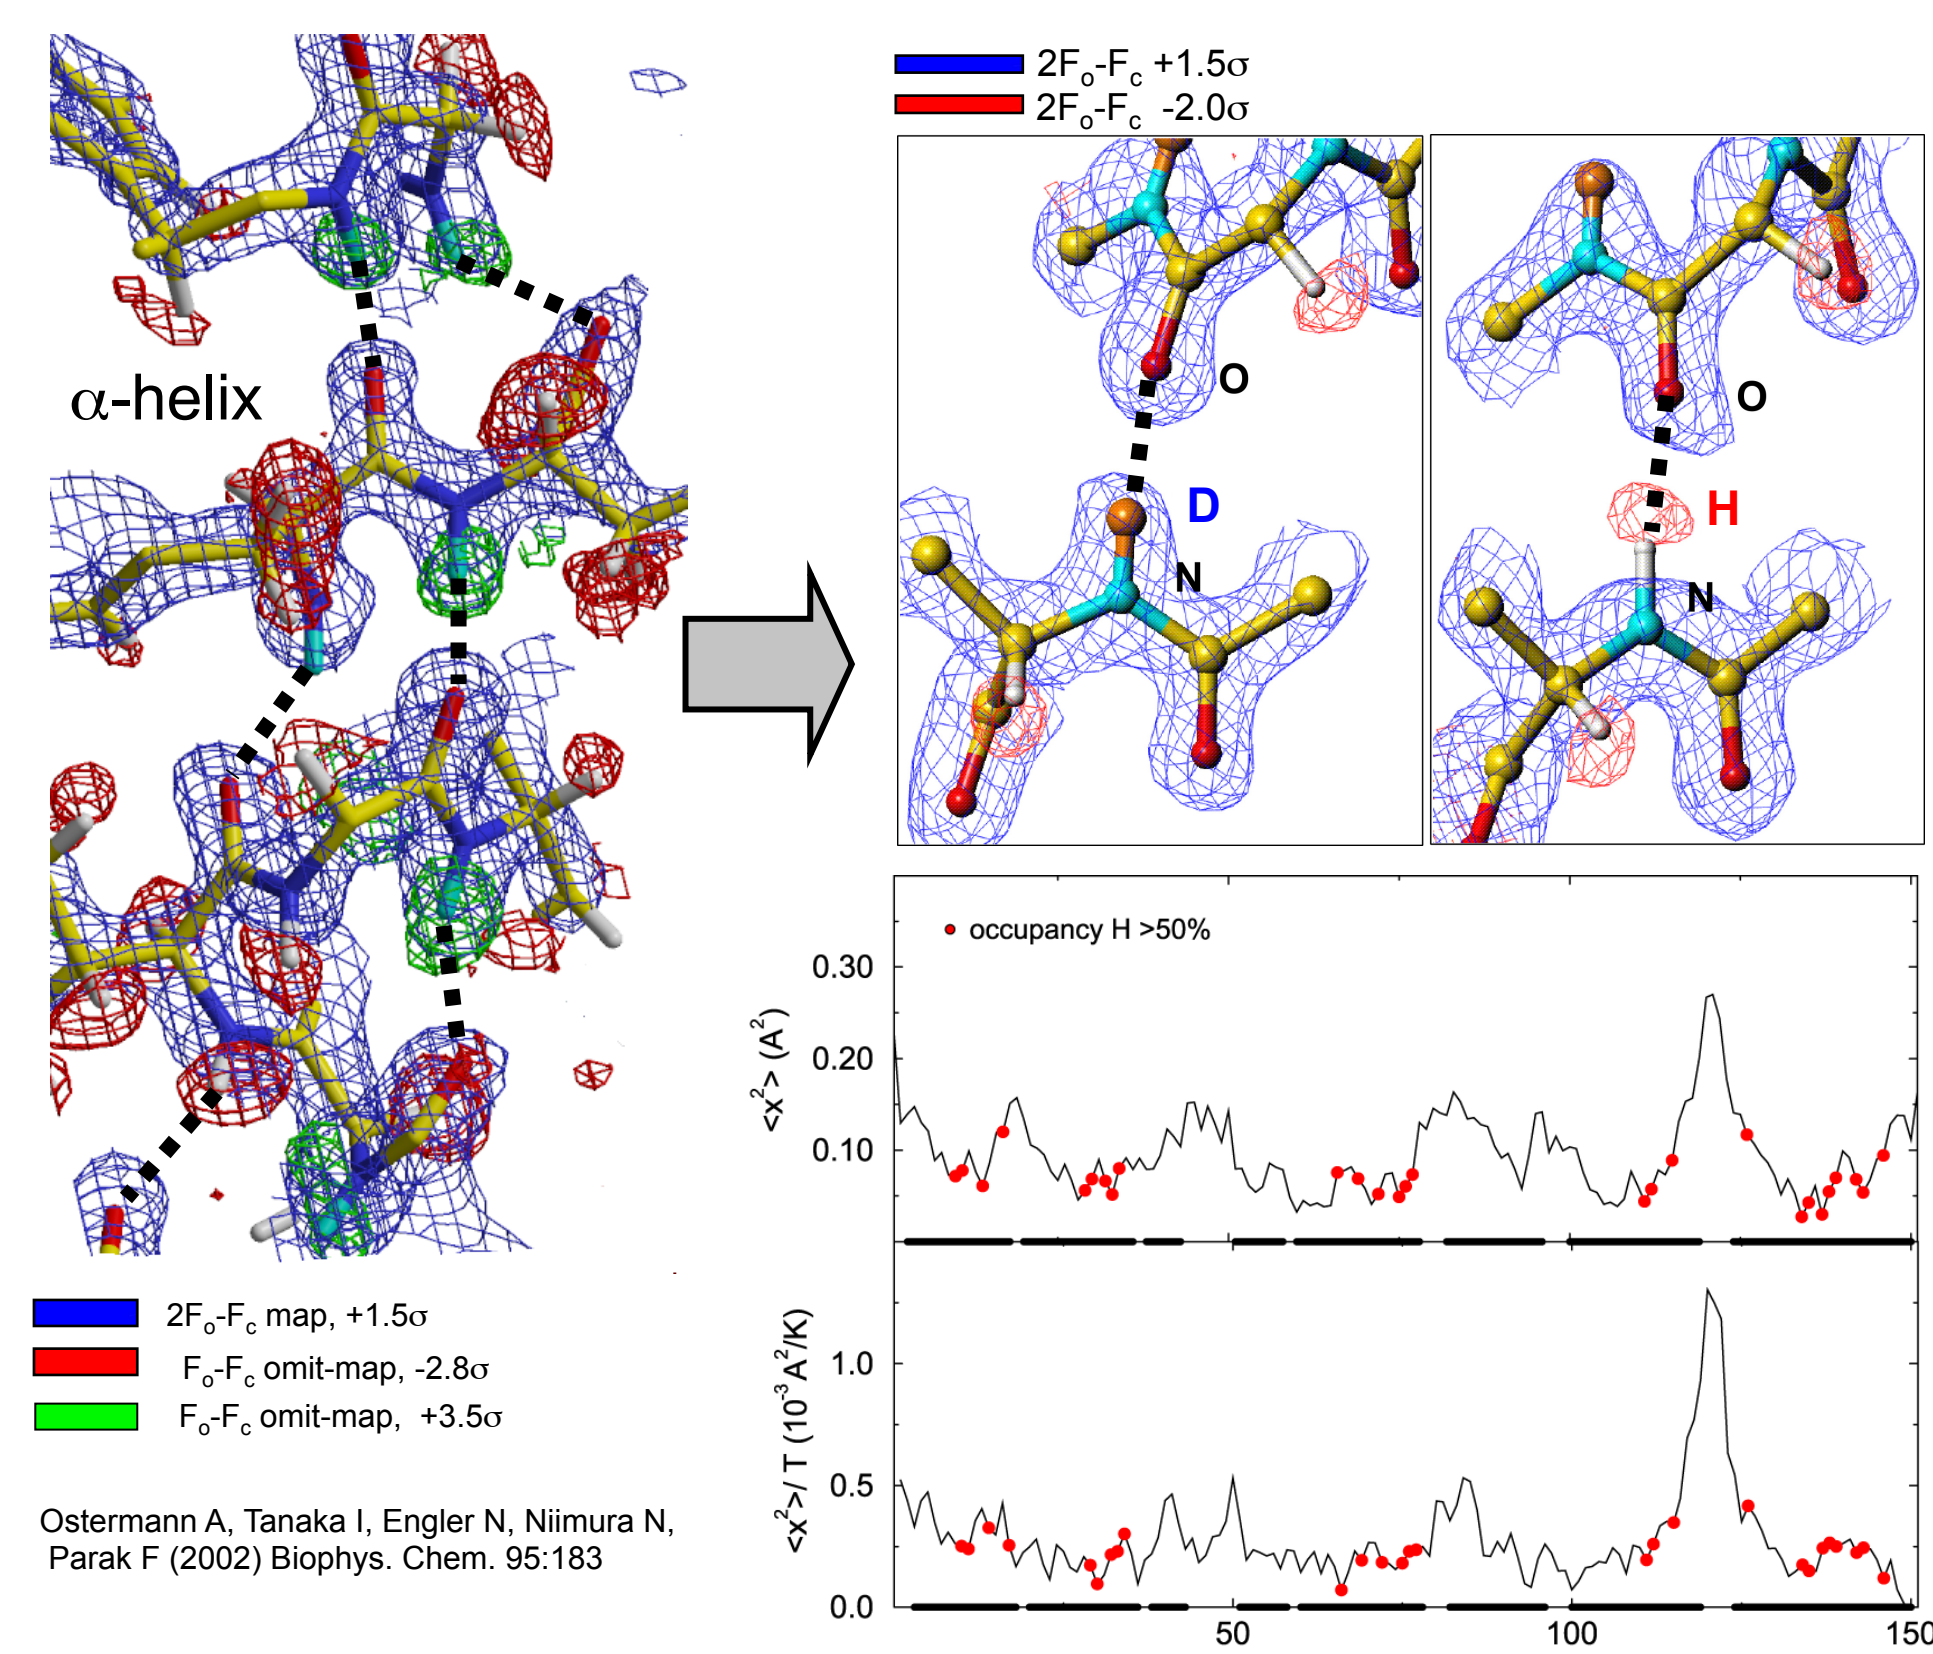 2Fo-Fc +1.5σ
2Fo-Fc -2.0σ
α-helix
O
D
N
O
H
N
2Fo-Fc map, +1.5σ
Fo-Fc omit-map, -2.8σ
Fo-Fc omit-map, +3.5σ
Ostermann A, Tanaka I, Engler N, Niimura N,
Parak F (2002) Biophys. Chem. 95:183
occupancy H >50%
<x²> (A²)
0.30
0.20
0.10
<x²>/ T (10⁻³A²/K)
1.0
0.5
0.0
50
100
150